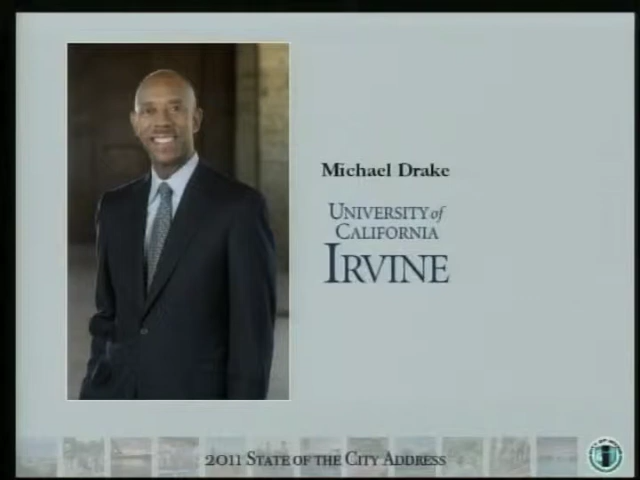 Michael Drake
UNIVERSITY of
CALIFORNIA
IRVINE
2011 STATE OF THE CITY ADDRESS